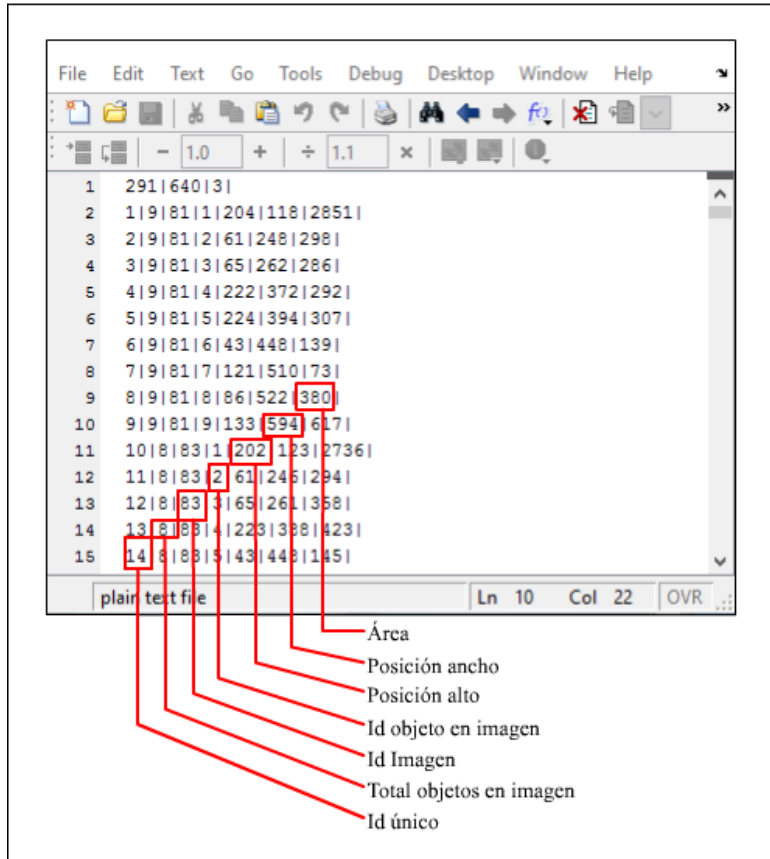 File Edit Text Go Tools Debug Desktop Window Help
1.0 + ÷ 1.1 ×
1 291|640|3|
2 1|9|81|1|204|118|2851|
3 2|9|81|2|61|248|298|
4 3|9|81|3|65|262|286|
5 4|9|81|4|222|372|292|
6 5|9|81|5|224|394|307|
7 6|9|81|6|43|448|139|
8 7|9|81|7|121|510|73|
9 8|9|81|8|86|522|380|
10 9|9|81|9|133|594|617|
11 10|8|83|1|202|123|2736|
12 11|8|83|2|61|246|294|
13 12|8|83|3|65|261|358|
14 13|8|83|4|223|388|423|
15 14|8|83|5|43|448|145|
plain text file Ln 10 Col 22 OVR
Área
Posición ancho
Posición alto
Id objeto en imagen
Id Imagen
Total objetos en imagen
Id único